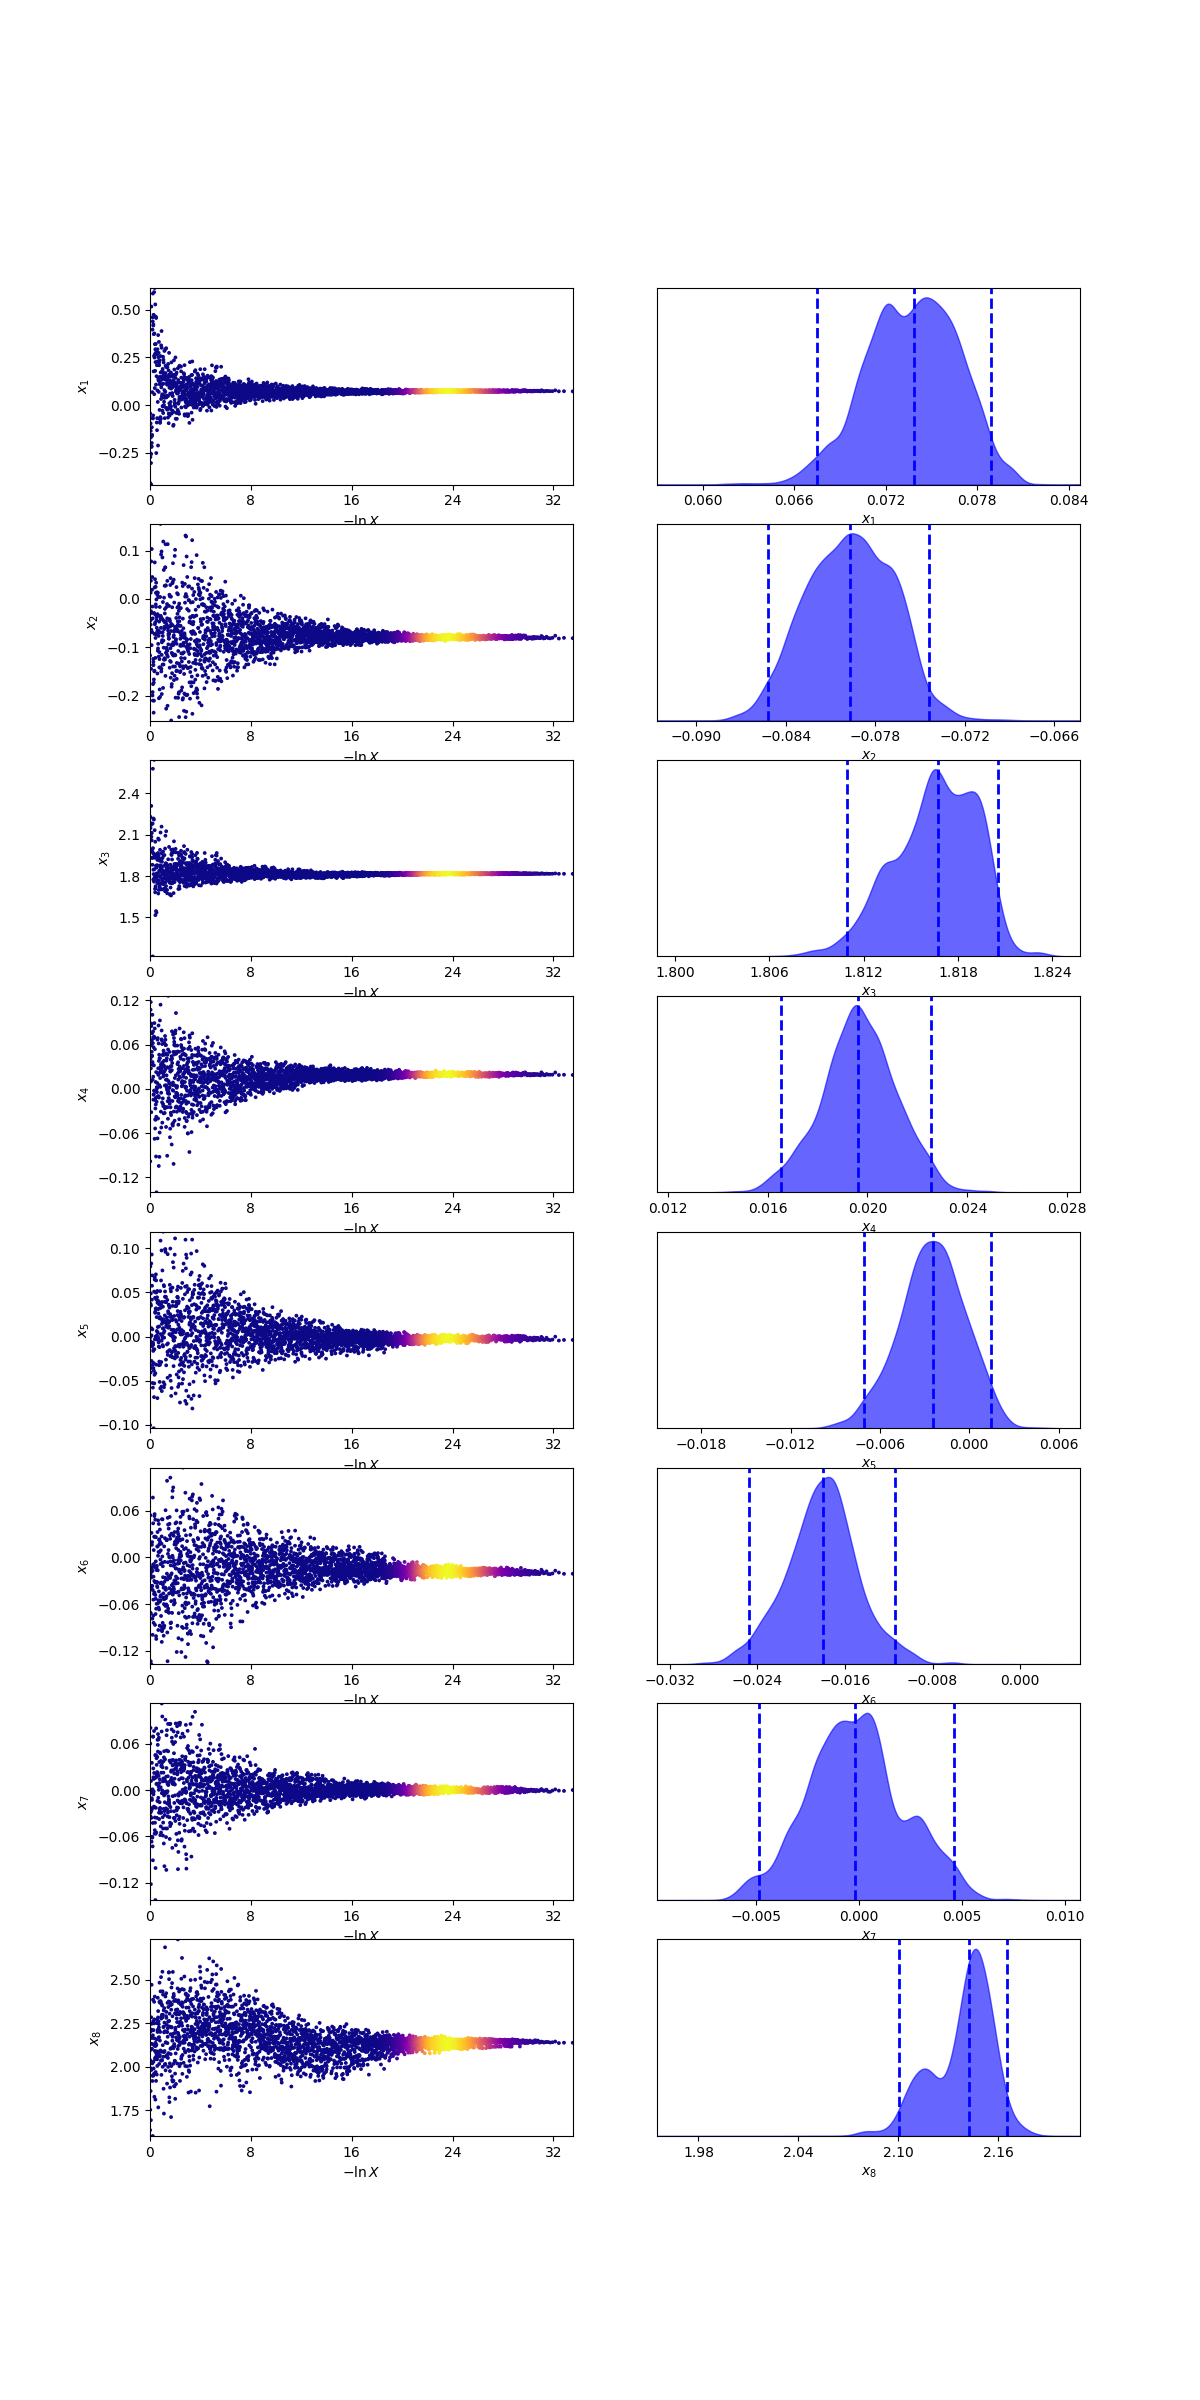 0.50
0.25
0.00
−0.25
x₁
0 8 16 24 32
−ln X
0.060 0.066 0.072 0.078 0.084
x₁
0.1
0.0
−0.1
−0.2
x₂
0 8 16 24 32
−ln X
−0.090 −0.084 −0.078 −0.072 −0.066
x₂
2.4
2.1
1.8
1.5
x₃
0 8 16 24 32
−ln X
1.800 1.806 1.812 1.818 1.824
x₃
0.12
0.06
0.00
−0.06
−0.12
x₄
0 8 16 24 32
−ln X
0.012 0.016 0.020 0.024 0.028
x₄
0.10
0.05
0.00
−0.05
−0.10
x₅
0 8 16 24 32
−ln X
−0.018 −0.012 −0.006 0.000 0.006
x₅
0.06
0.00
−0.06
−0.12
x₆
0 8 16 24 32
−ln X
−0.032 −0.024 −0.016 −0.008 0.000
x₆
0.06
0.00
−0.06
−0.12
x₇
0 8 16 24 32
−ln X
−0.005 0.000 0.005 0.010
x₇
2.50
2.25
2.00
1.75
x₈
0 8 16 24 32
−ln X
1.98 2.04 2.10 2.16
x₈